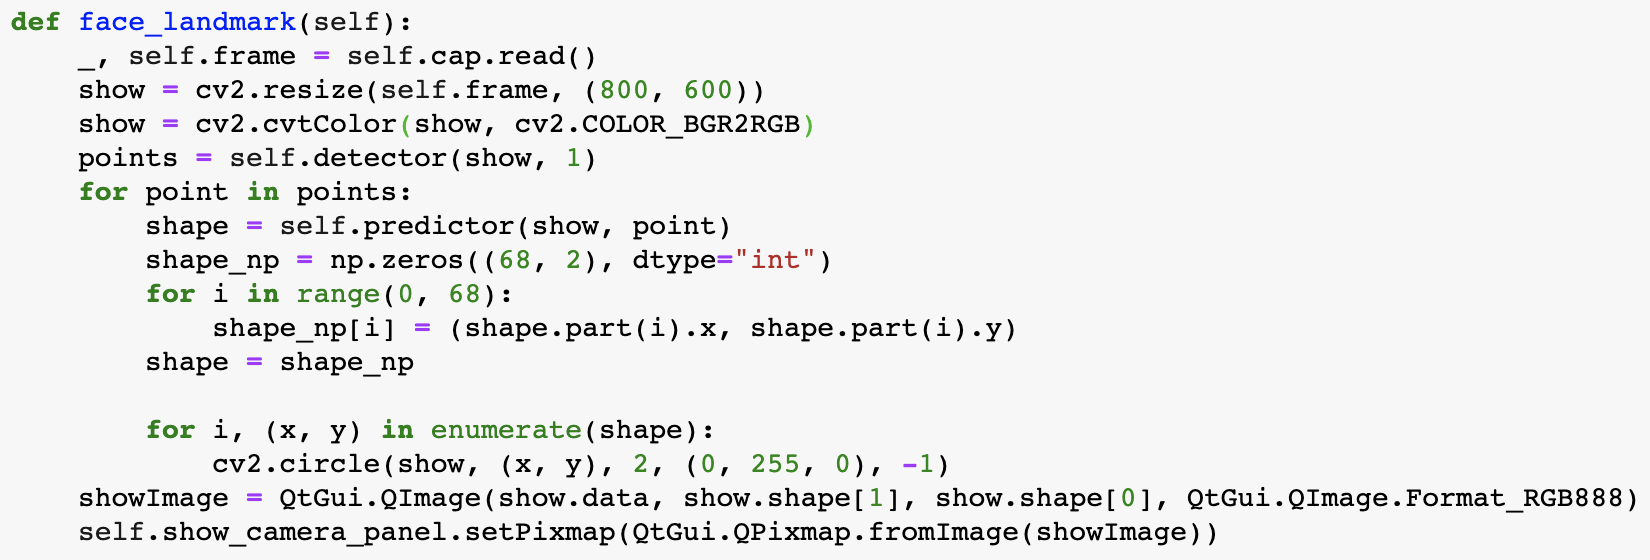 def face_landmark(self):
    _, self.frame = self.cap.read()
    show = cv2.resize(self.frame, (800, 600))
    show = cv2.cvtColor(show, cv2.COLOR_BGR2RGB)
    points = self.detector(show, 1)
    for point in points:
        shape = self.predictor(show, point)
        shape_np = np.zeros((68, 2), dtype="int")
        for i in range(0, 68):
            shape_np[i] = (shape.part(i).x, shape.part(i).y)
        shape = shape_np

        for i, (x, y) in enumerate(shape):
            cv2.circle(show, (x, y), 2, (0, 255, 0), -1)
    showImage = QtGui.QImage(show.data, show.shape[1], show.shape[0], QtGui.QImage.Format_RGB888)
    self.show_camera_panel.setPixmap(QtGui.QPixmap.fromImage(showImage))